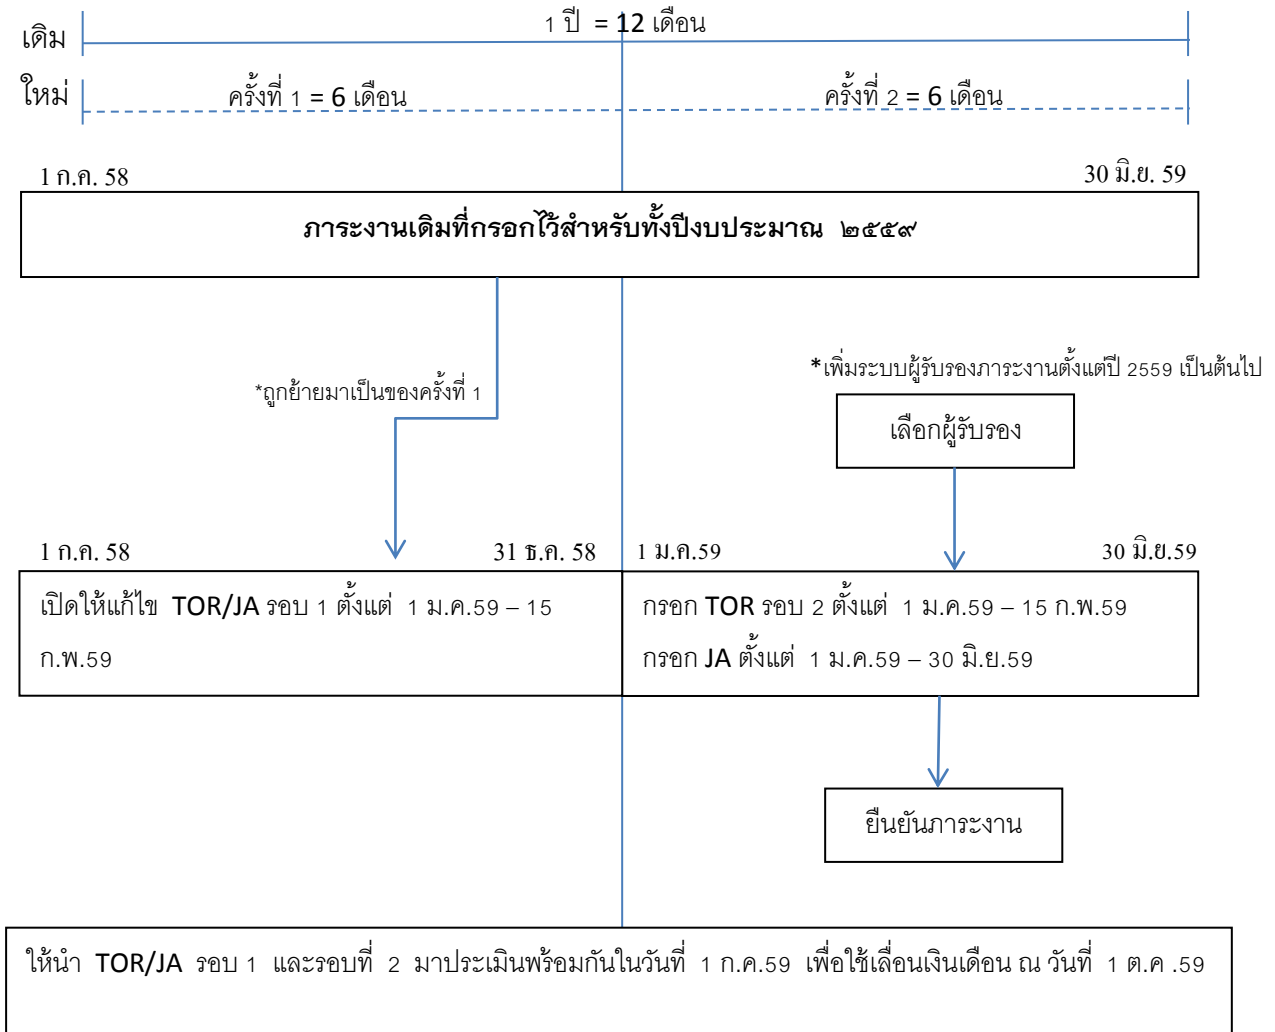 1 ปี = 12 เดือน
เดิม
ใหม่
ครั้งที่ 1 = 6 เดือน
ครั้งที่ 2 = 6 เดือน
1 ก.ค. 58
30 มิ.ย. 59
ภาระงานเดิมที่กรอกไว้สำหรับทั้งปีงบประมาณ ๒๕๕๙
*เพิ่มระบบผู้รับรองภาระงานตั้งแต่ปี 2559 เป็นต้นไป
*ถูกย้ายมาเป็นของครั้งที่ 1
เลือกผู้รับรอง
1 ก.ค. 58
31 ธ.ค. 58
1 ม.ค.59
30 มิ.ย.59
เปิดให้แก้ไข TOR/JA รอบ 1 ตั้งแต่ 1 ม.ค.59 – 15
ก.พ.59
กรอก TOR รอบ 2 ตั้งแต่ 1 ม.ค.59 – 15 ก.พ.59
กรอก JA ตั้งแต่ 1 ม.ค.59 – 30 มิ.ย.59
ยืนยันภาระงาน
ให้นำ TOR/JA รอบ 1 และรอบที่ 2 มาประเมินพร้อมกันในวันที่ 1 ก.ค.59 เพื่อใช้เลื่อนเงินเดือน ณ วันที่ 1 ต.ค .59